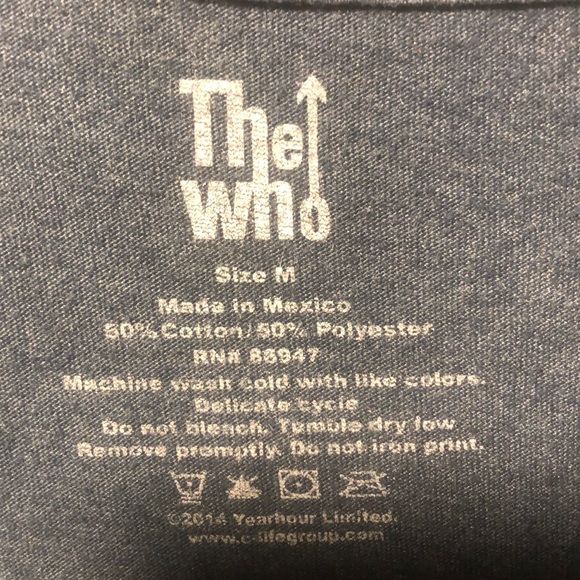 The
who
Size M
Made in Mexico
50% Cotton/50% Polyester
RN# 88947
Machine wash cold with like colors.
Delicate cycle
Do not bleach. Tumble dry low
Remove promptly. Do not iron print.
©2014 Yearhour Limited.
www.c-lifegroup.com